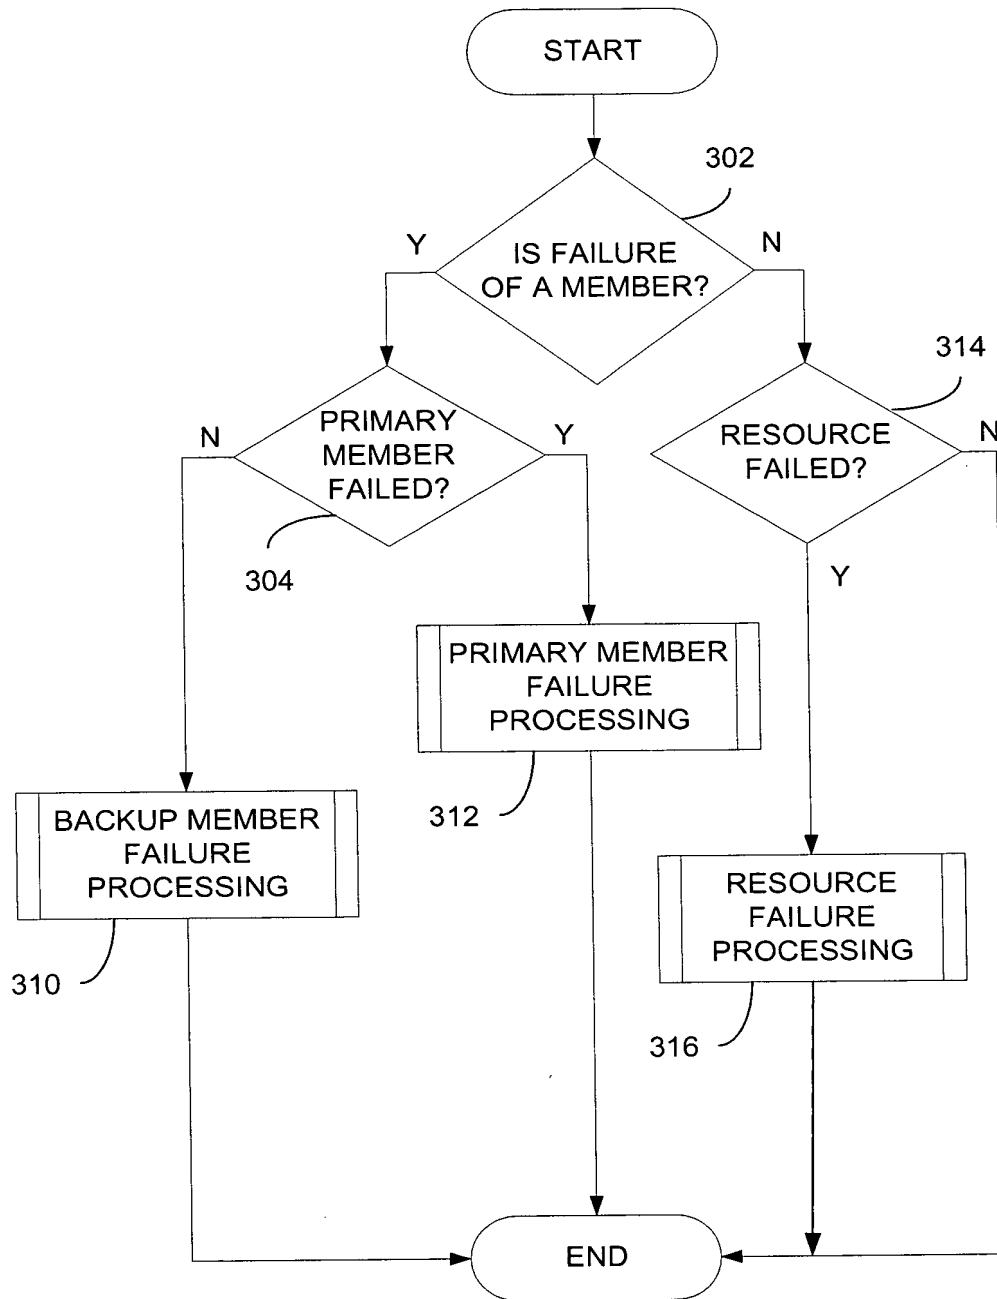 START
302
Y
N
IS FAILURE
OF A MEMBER?
314
N
PRIMARY
MEMBER
FAILED?
Y
RESOURCE
FAILED?
N
304
Y
PRIMARY MEMBER
FAILURE
PROCESSING
312
BACKUP MEMBER
FAILURE
PROCESSING
310
RESOURCE
FAILURE
PROCESSING
316
END